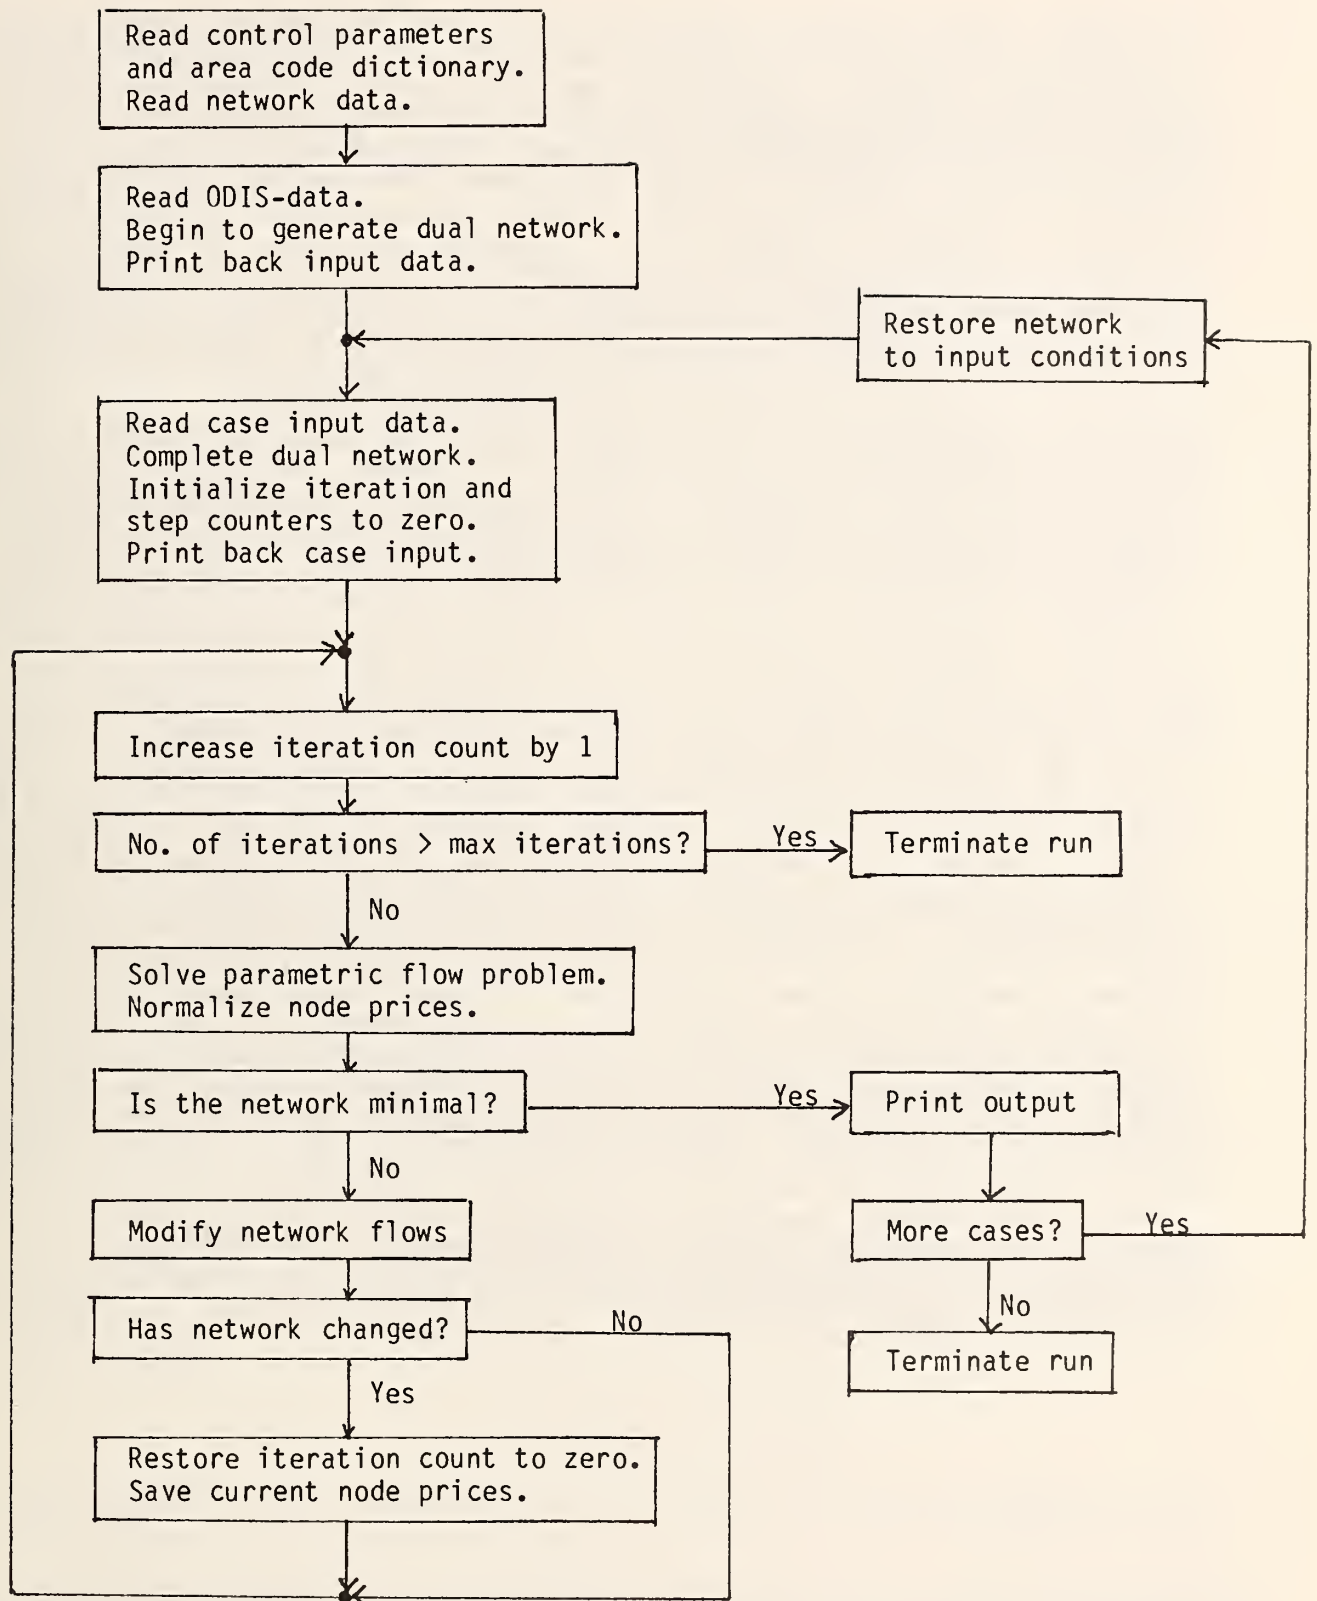 Read control parameters
and area code dictionary.
Read network data.
Read ODIS-data.
Begin to generate dual network.
Print back input data.
Restore network
to input conditions
Read case input data.
Complete dual network.
Initialize iteration and
step counters to zero.
Print back case input.
Increase iteration count by 1
No. of iterations > max iterations?
Yes
Terminate run
No
Solve parametric flow problem.
Normalize node prices.
Is the network minimal?
Yes
Print output
No
Modify network flows
More cases?
Yes
Has network changed?
No
No
Terminate run
Yes
Restore iteration count to zero.
Save current node prices.